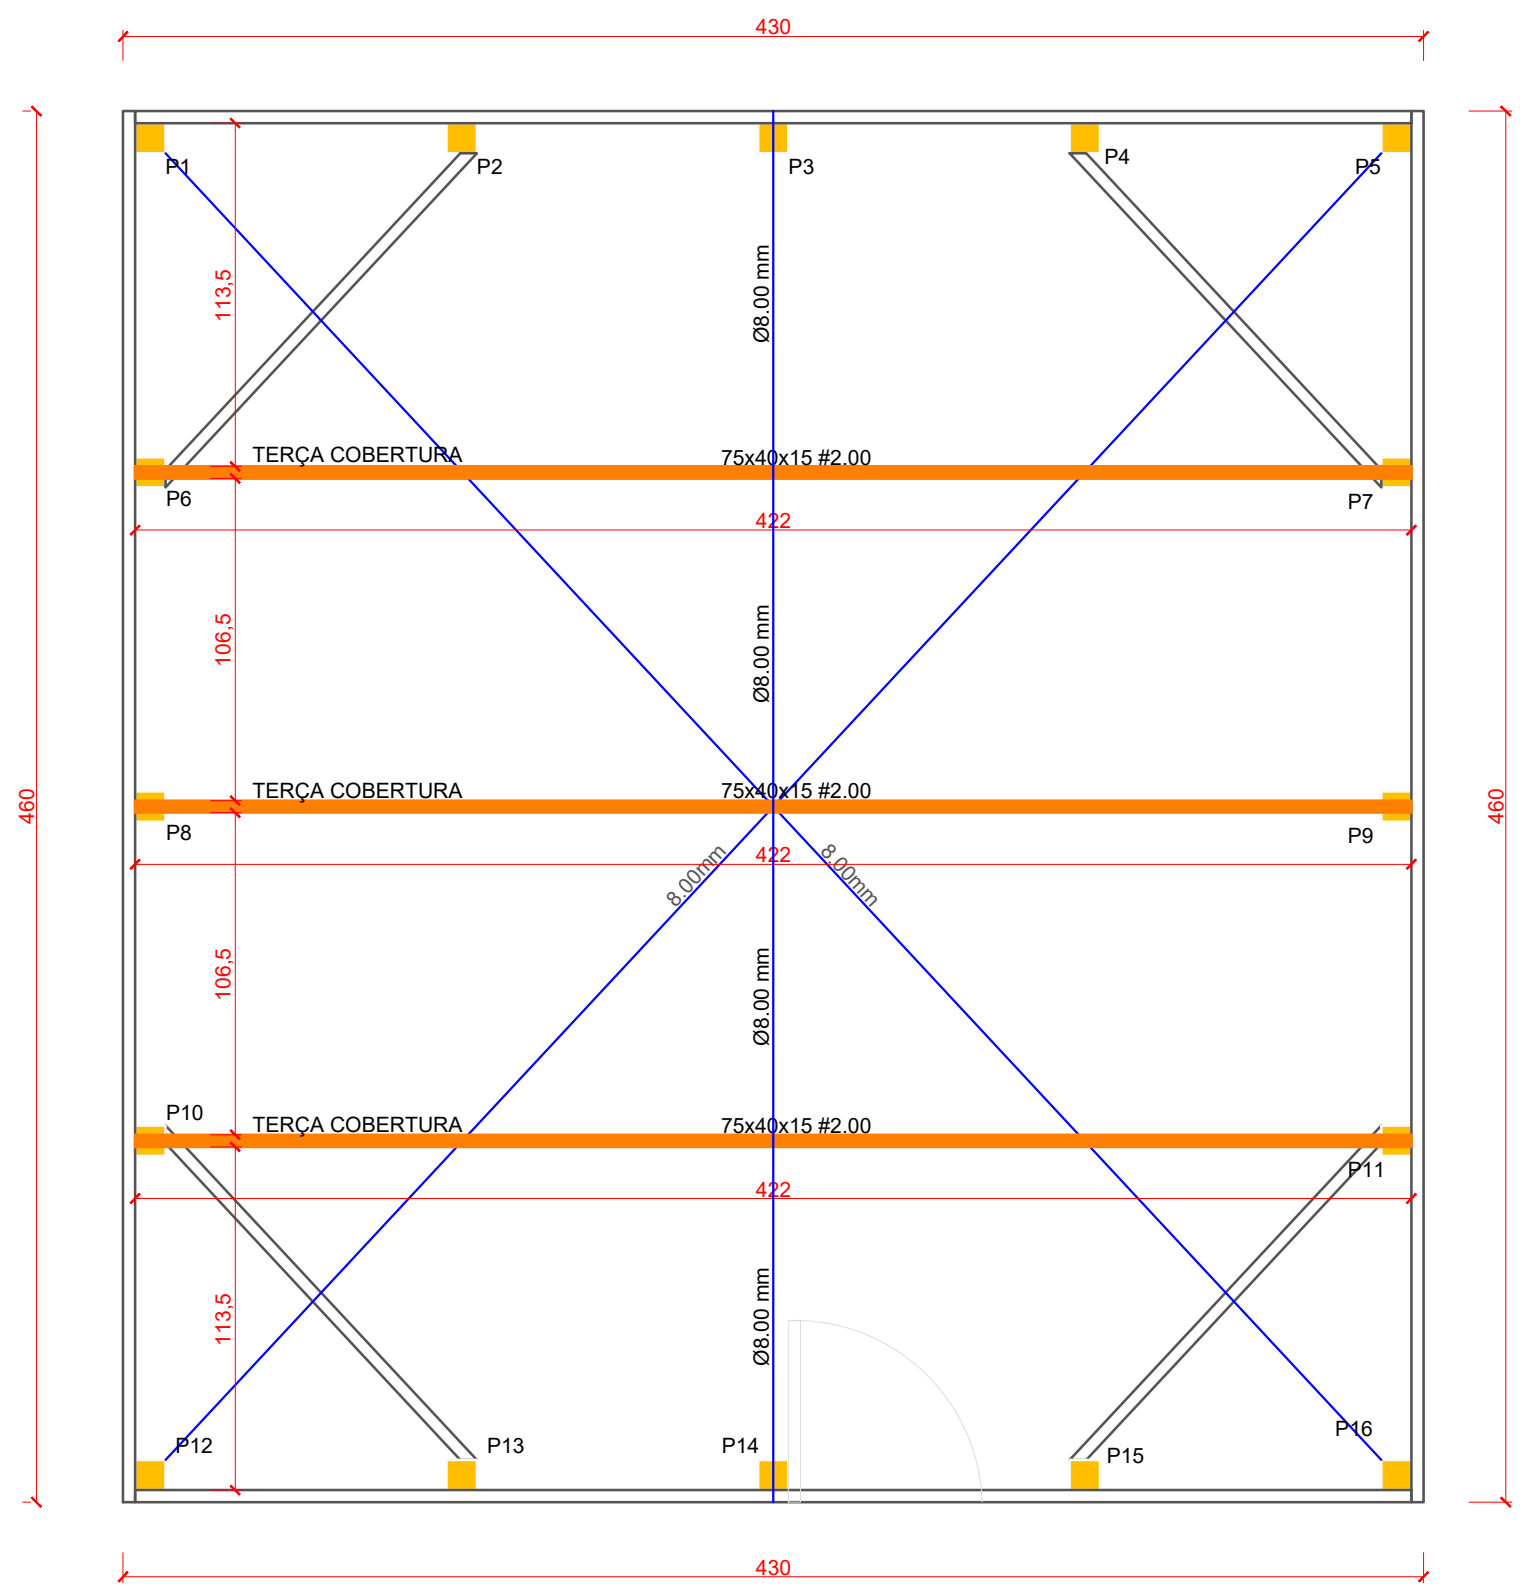 430
P1
P2
P3
P4
P5
113,5
Ø8.00 mm
TERÇA COBERTURA
75x40x15 #2.00
P6
P7
422
106,5
Ø8.00 mm
460
460
TERÇA COBERTURA
75x40x15 #2.00
P8
P9
422
8.00mm
8.00mm
106,5
Ø8.00 mm
P10
TERÇA COBERTURA
75x40x15 #2.00
P11
422
113,5
Ø8.00 mm
P12
P13
P14
P15
P16
430